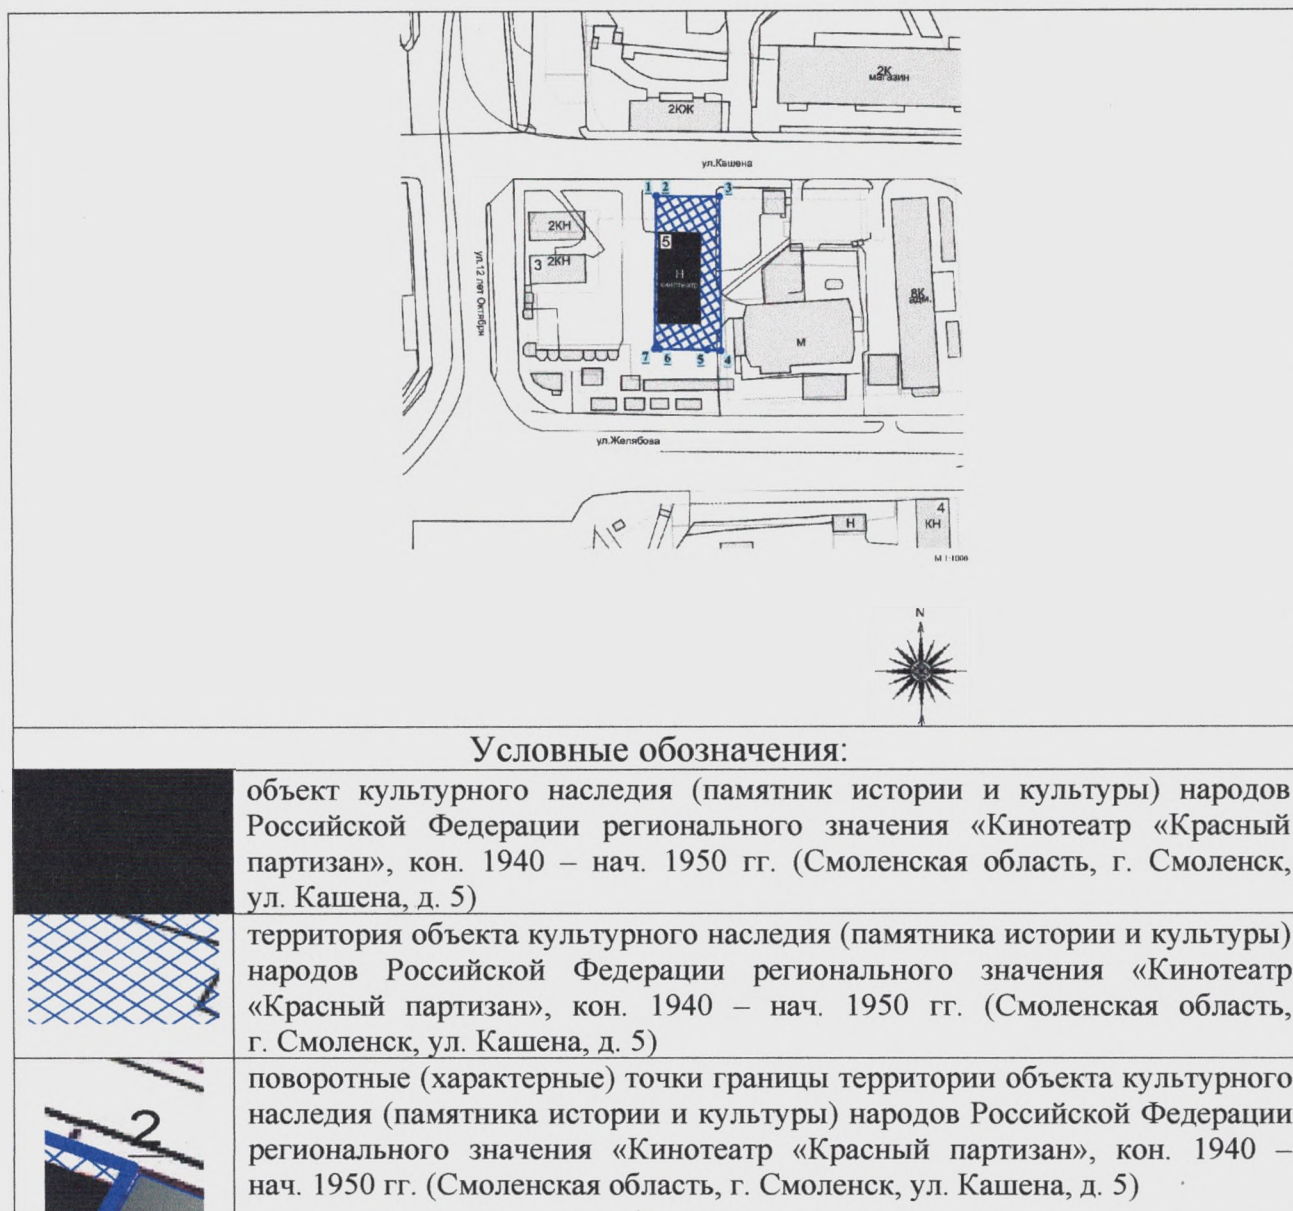 2К
магазин
2КЖ
ул.Кашена
1 2 3
2КН
5
3 2КН
ул.12 лет Октября
Н
кинотеатр
8К
адм.
М
7 6 5 4
ул.Желябова
4
Н
КН
М 1:1000
N
Условные обозначения:
объект культурного наследия (памятник истории и культуры) народов
Российской Федерации регионального значения «Кинотеатр «Красный
партизан», кон. 1940 – нач. 1950 гг. (Смоленская область, г. Смоленск,
ул. Кашена, д. 5)
территория объекта культурного наследия (памятника истории и культуры)
народов Российской Федерации регионального значения «Кинотеатр
«Красный партизан», кон. 1940 – нач. 1950 гг. (Смоленская область,
г. Смоленск, ул. Кашена, д. 5)
2
поворотные (характерные) точки границы территории объекта культурного
наследия (памятника истории и культуры) народов Российской Федерации
регионального значения «Кинотеатр «Красный партизан», кон. 1940 –
нач. 1950 гг. (Смоленская область, г. Смоленск, ул. Кашена, д. 5)